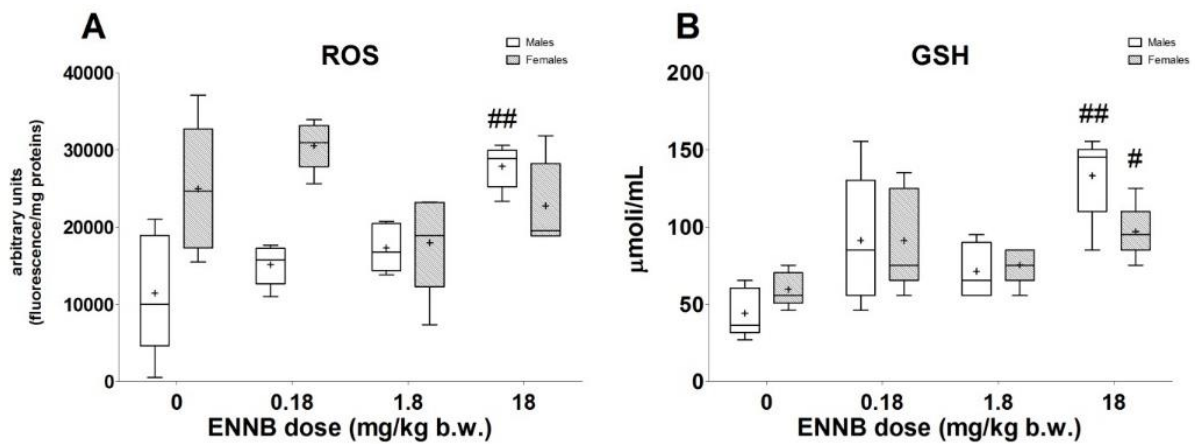 A
ROS
Males
Females
arbitrary units
(fluorescence/mg proteins)
40000
30000
20000
10000
0
##
0
0.18
1.8
18
ENNB dose (mg/kg b.w.)
B
GSH
Males
Females
μmoli/mL
200
150
100
50
0
##
#
0
0.18
1.8
18
ENNB dose (mg/kg b.w.)